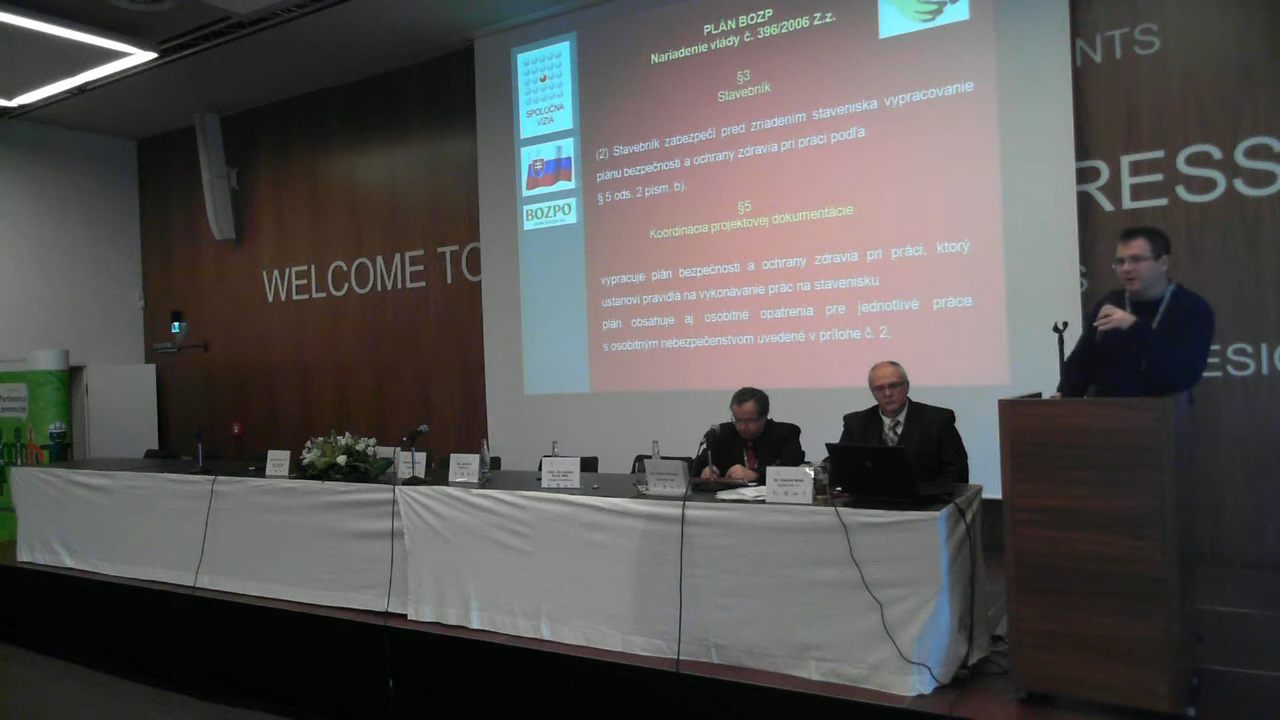 PLÁN BOZP
Nariadenie vlády č. 396/2006 Z.z.
§3
Stavebník
(2) Stavebník zabezpečí pred zriadením staveniska vypracovanie
plánu bezpečnosti a ochrany zdravia pri práci podľa
§ 5 ods. 2 písm. b).
§5
Koordinácia projektovej dokumentácie
vypracuje plán bezpečnosti a ochrany zdravia pri práci, ktorý
ustanoví pravidlá na vykonávanie prác na stavenisku
plán obsahuje aj osobitné opatrenia pre jednotlivé práce
s osobitným nebezpečenstvom uvedené v prílohe č. 2.
SPOLOČNÁ
VÍZIA
BOZPO
WELCOME TO
NTS
RESS
S
ESIG